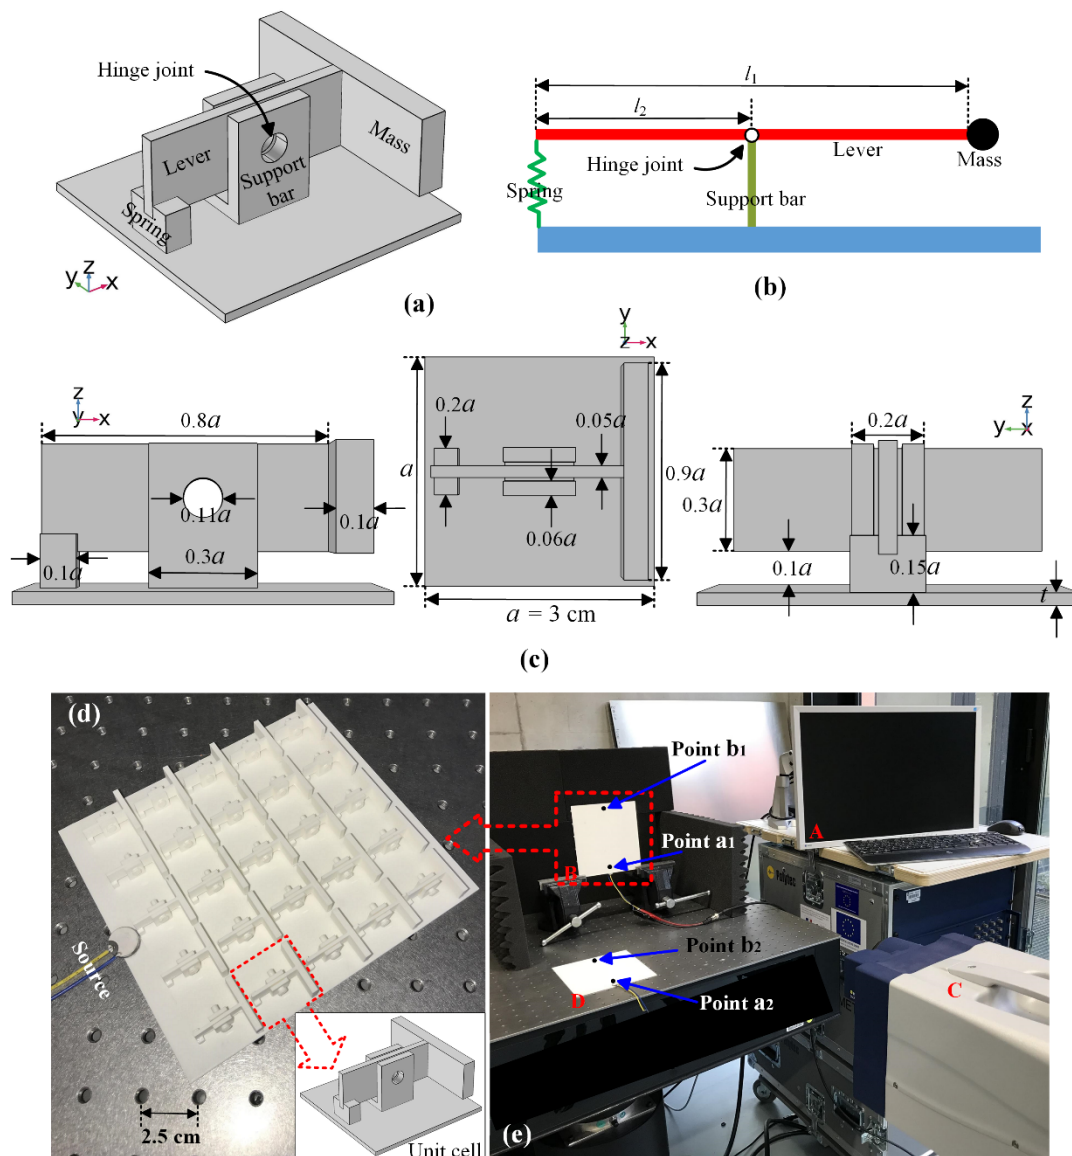 Hinge joint
Lever
Support
bar
Mass
Spring
y z x
(a)
l1
l2
Hinge joint
Lever
Mass
Spring
Support bar
(b)
z
y x
0.8a
0.11a
0.1a
0.3a
0.1a
y
z x
0.2a
0.05a
a
0.9a
0.06a
a = 3 cm
z
y x
0.2a
0.3a
0.1a
0.15a
t
(c)
(d)
Source
2.5 cm
Unit cell
Point b1
Point a1
B
A
Polytec
Point b2
Point a2
D
C
(e)